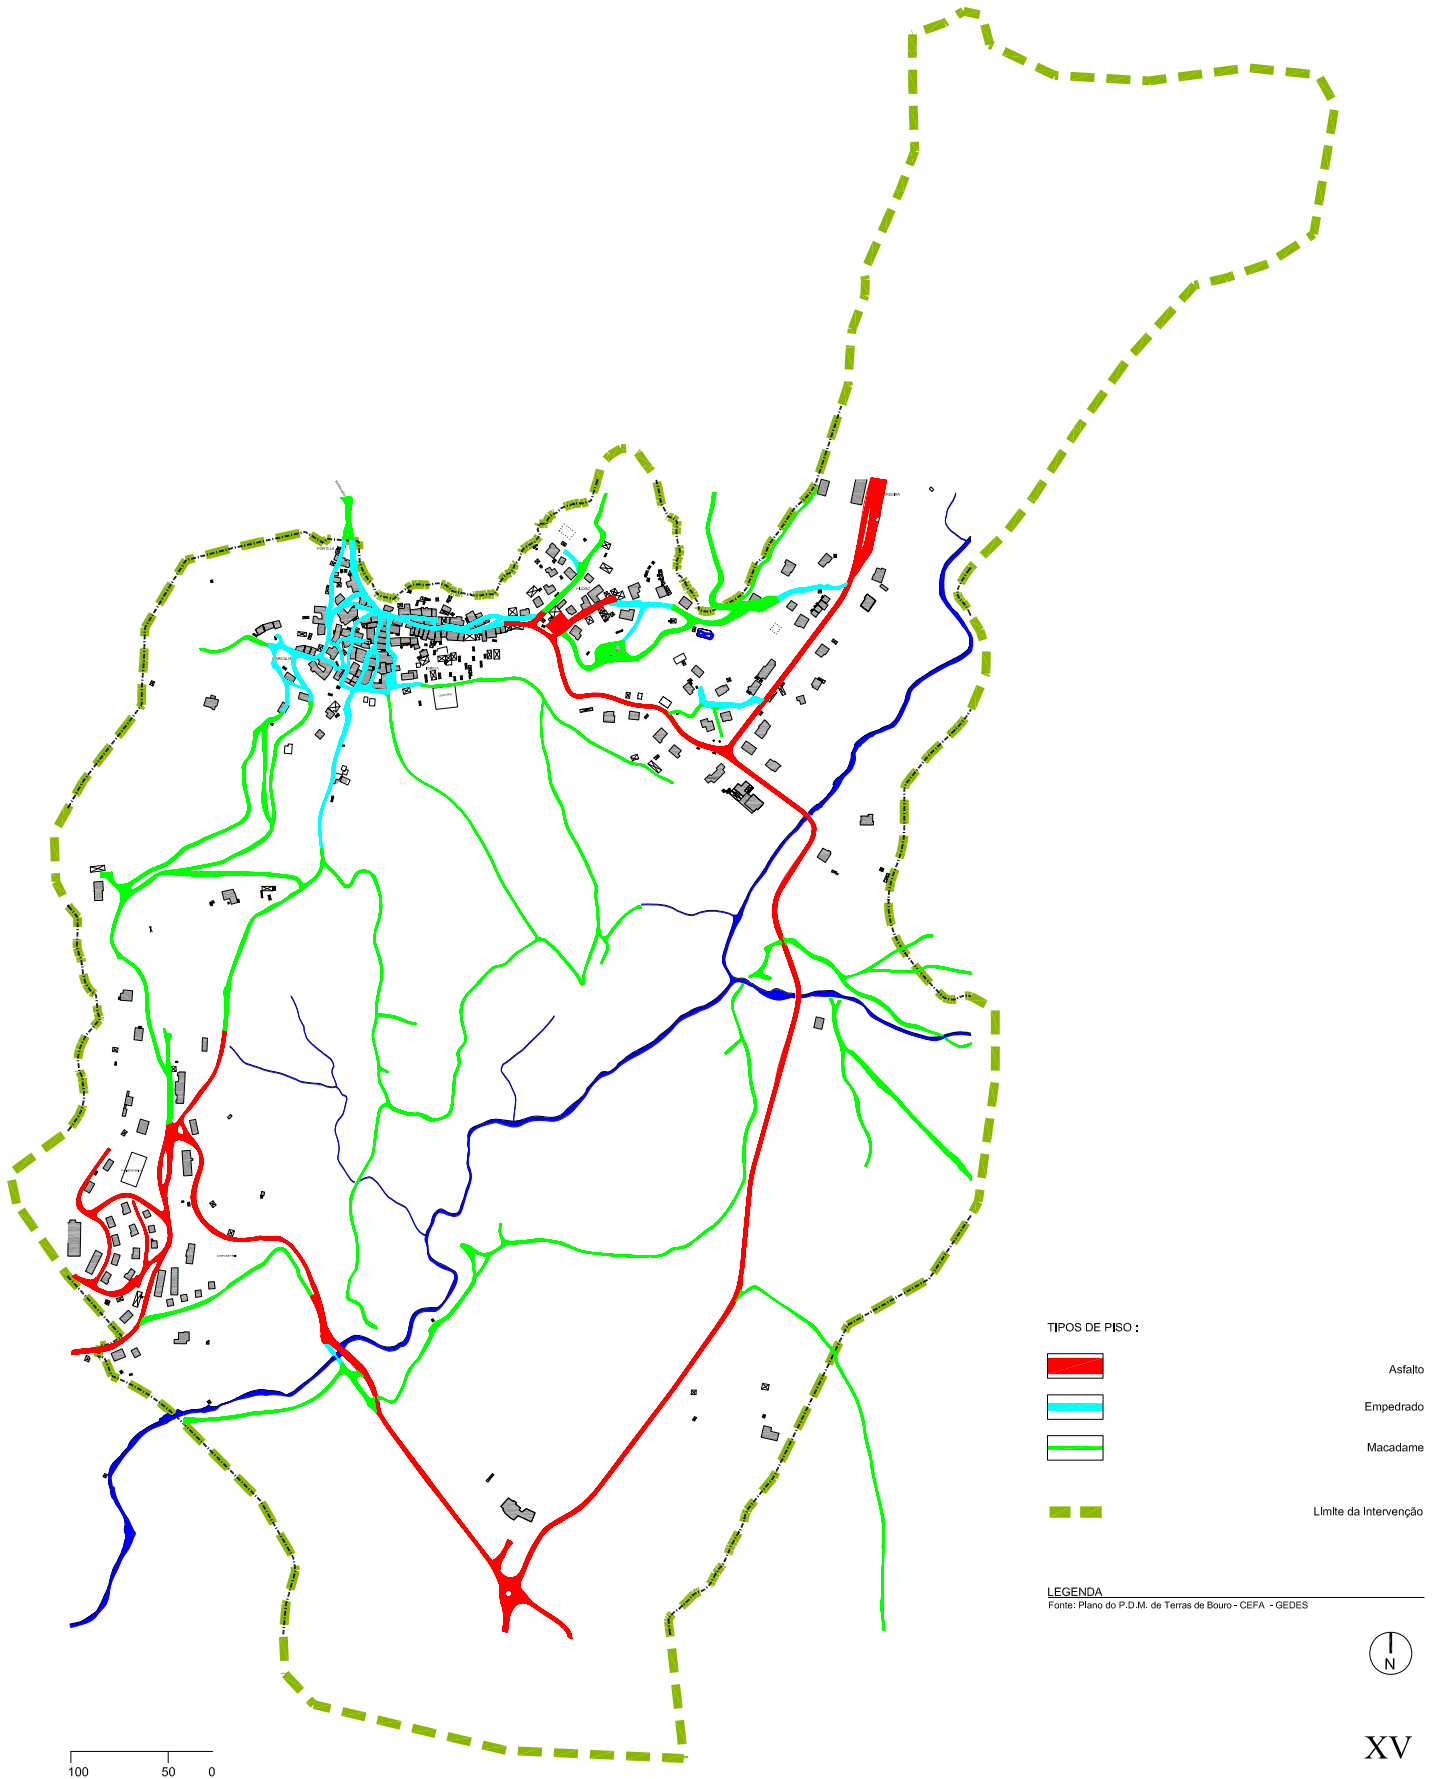 TIPOS DE PISO :
Asfalto
Empedrado
Macadame
Limite da Intervenção
LEGENDA
Fonte: Plano do P.D.M. de Terras de Bouro - CEFA - GEDES
N
XV
100 50 0